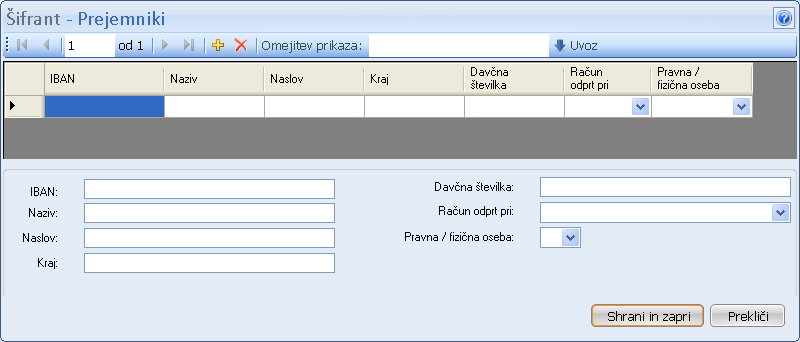 Šifrant - Prejemniki
1 od 1 Omejitev prikaza: Uvoz
IBAN Naziv Naslov Kraj Davčna številka Račun odprt pri Pravna / fizična oseba
IBAN:
Naziv:
Naslov:
Kraj:
Davčna številka:
Račun odprt pri:
Pravna / fizična oseba:
Shrani in zapri Prekliči